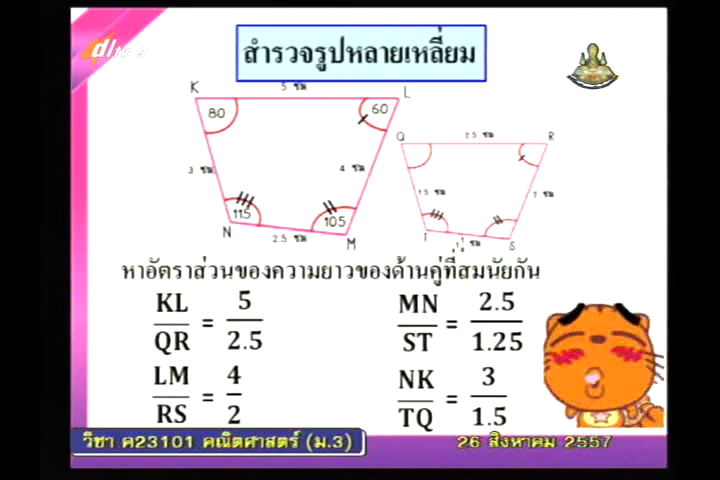 สำรวจรูปหลายเหลี่ยม
K 5 ซม L
80 60
Q 2.5 ซม R
3 ซม 4 ซม
1.5 ซม ซม
115 105
N 2.5 ซม M
T ซม S
หาอัตราส่วนของความยาวของด้านคู่ที่สมนัยกัน
KL/QR = 5/2.5 MN/ST = 2.5/1.25
LM/RS = 4/2 NK/TQ = 3/1.5
วิชา ค23101 คณิตศาสตร์ (ม.3) 26 สิงหาคม 2557